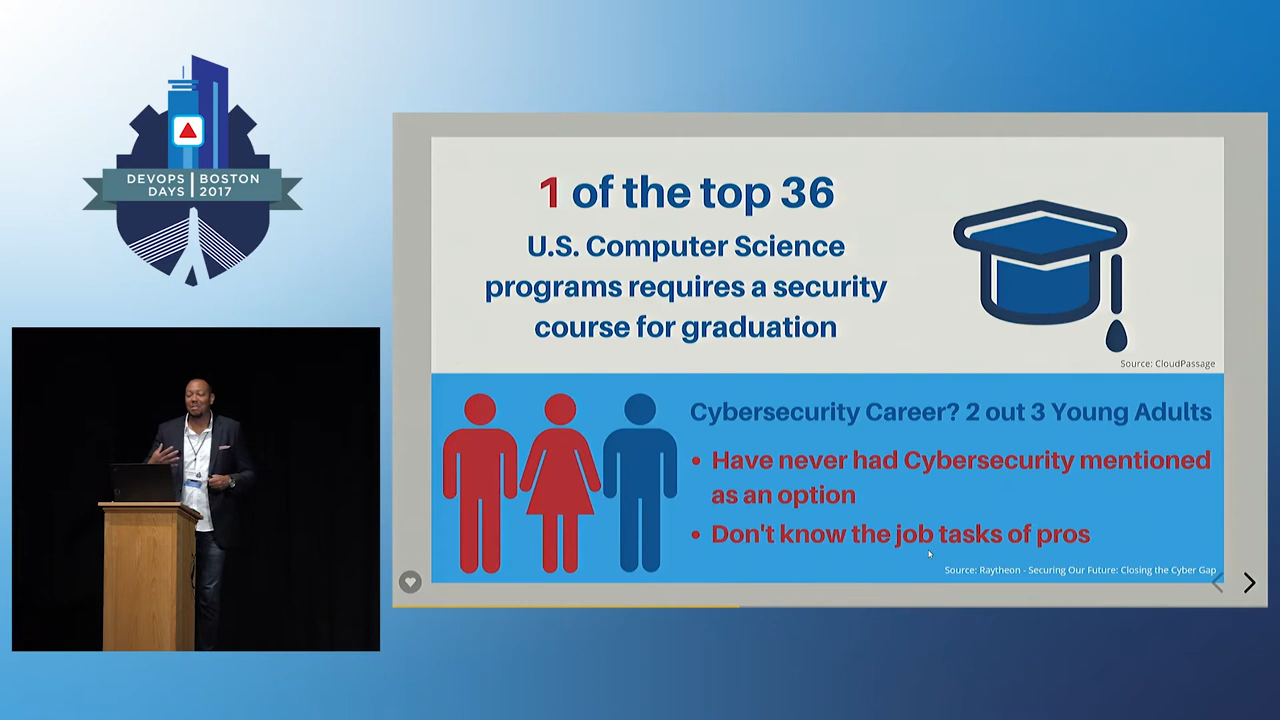 DEVOPS BOSTON
DAYS 2017
1 of the top 36
U.S. Computer Science
programs requires a security
course for graduation
Source: CloudPassage
Cybersecurity Career? 2 out 3 Young Adults
• Have never had Cybersecurity mentioned
as an option
• Don't know the job tasks of pros
Source: Raytheon - Securing Our Future: Closing the Cyber Gap